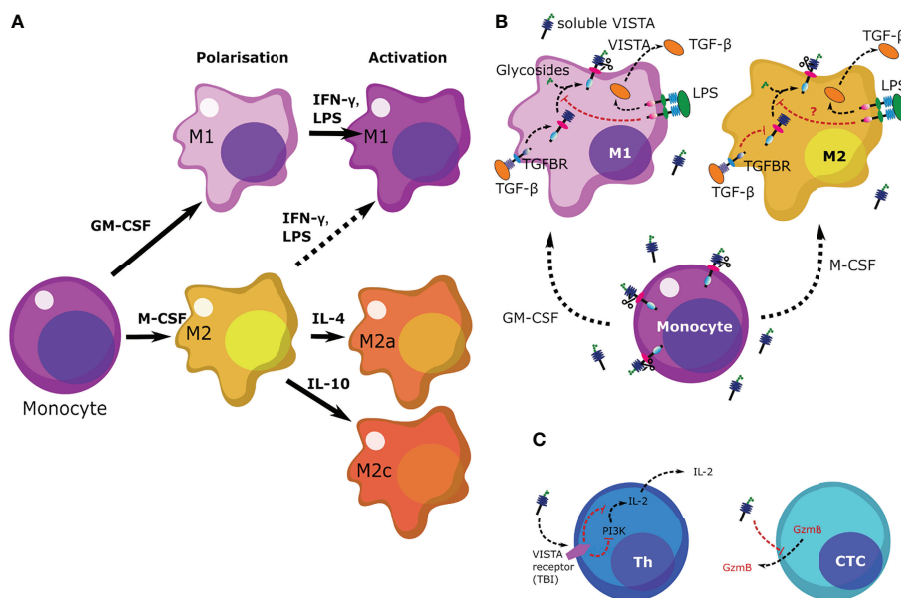 A
Polarisation
Activation
M1
IFN-γ,
LPS
M1
GM-CSF
IFN-γ,
LPS
Monocyte
M-CSF
M2
IL-4
M2a
IL-10
M2c
B
soluble VISTA
VISTA
TGF-β
Glycosides
LPS
M1
TGFBR
TGF-β
TGF-β
LPS
?
M2
TGFBR
TGF-β
GM-CSF
Monocyte
M-CSF
C
IL-2
IL-2
PI3K
VISTA
receptor
(TBI)
Th
GzmB
GzmB
CTC